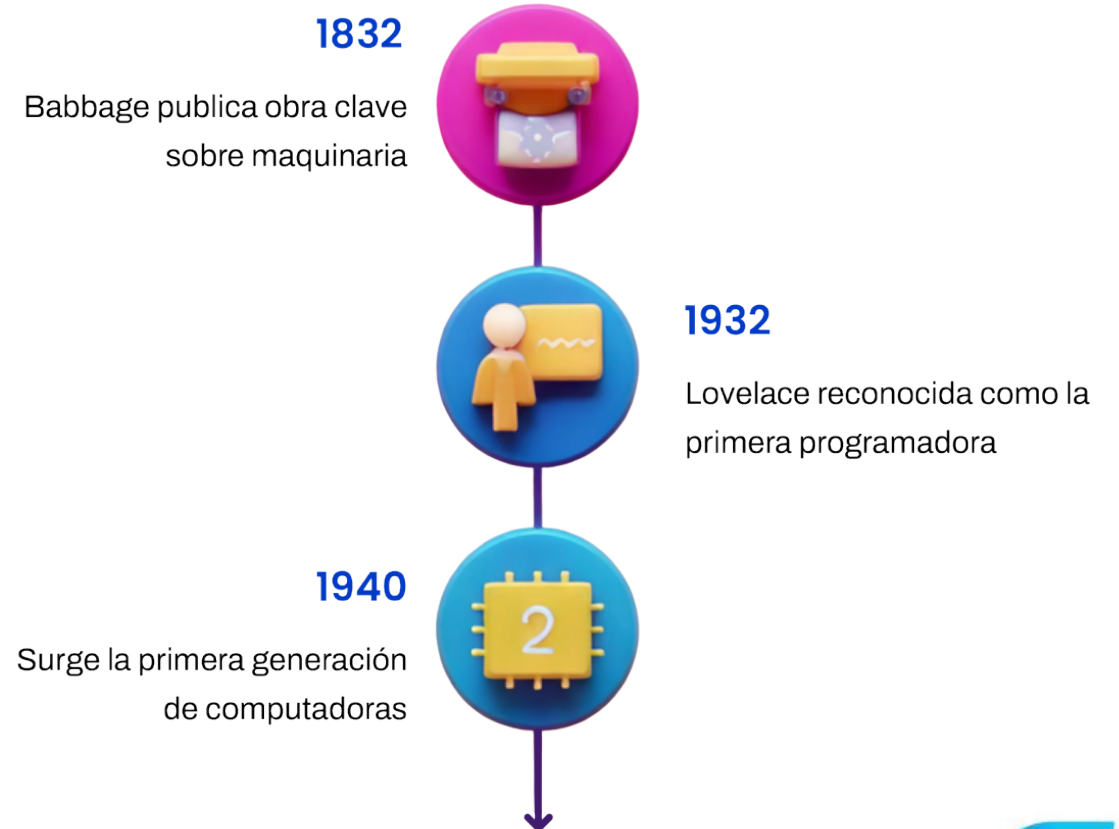 1832
Babbage publica obra clave
sobre maquinaria
1932
Lovelace reconocida como la
primera programadora
1940
Surge la primera generación
de computadoras
2